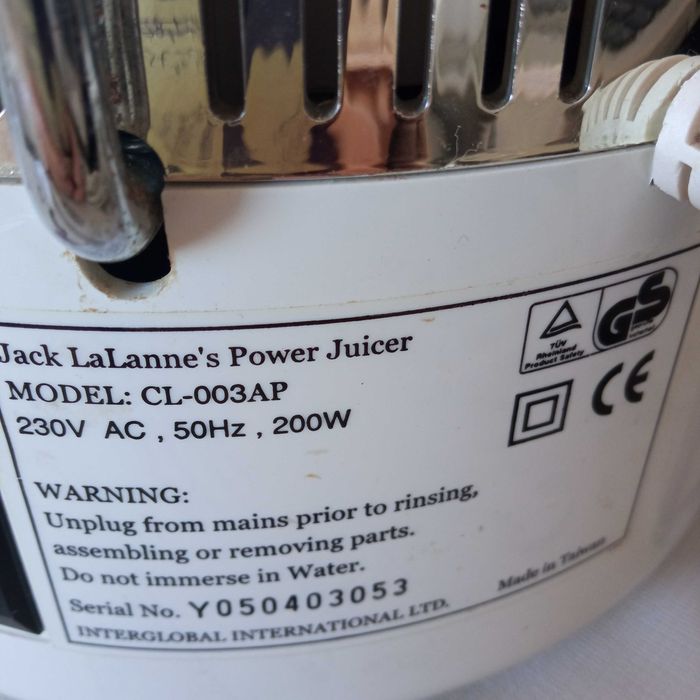 Jack LaLanne's Power Juicer
MODEL: CL-003AP
230V AC , 50Hz , 200W
TÜV
Rheinland
Product Safety
GS
CE
WARNING:
Unplug from mains prior to rinsing,
assembling or removing parts.
Do not immerse in Water.
Serial No. Y050403053
INTERGLOBAL INTERNATIONAL LTD.
Made in Taiwan